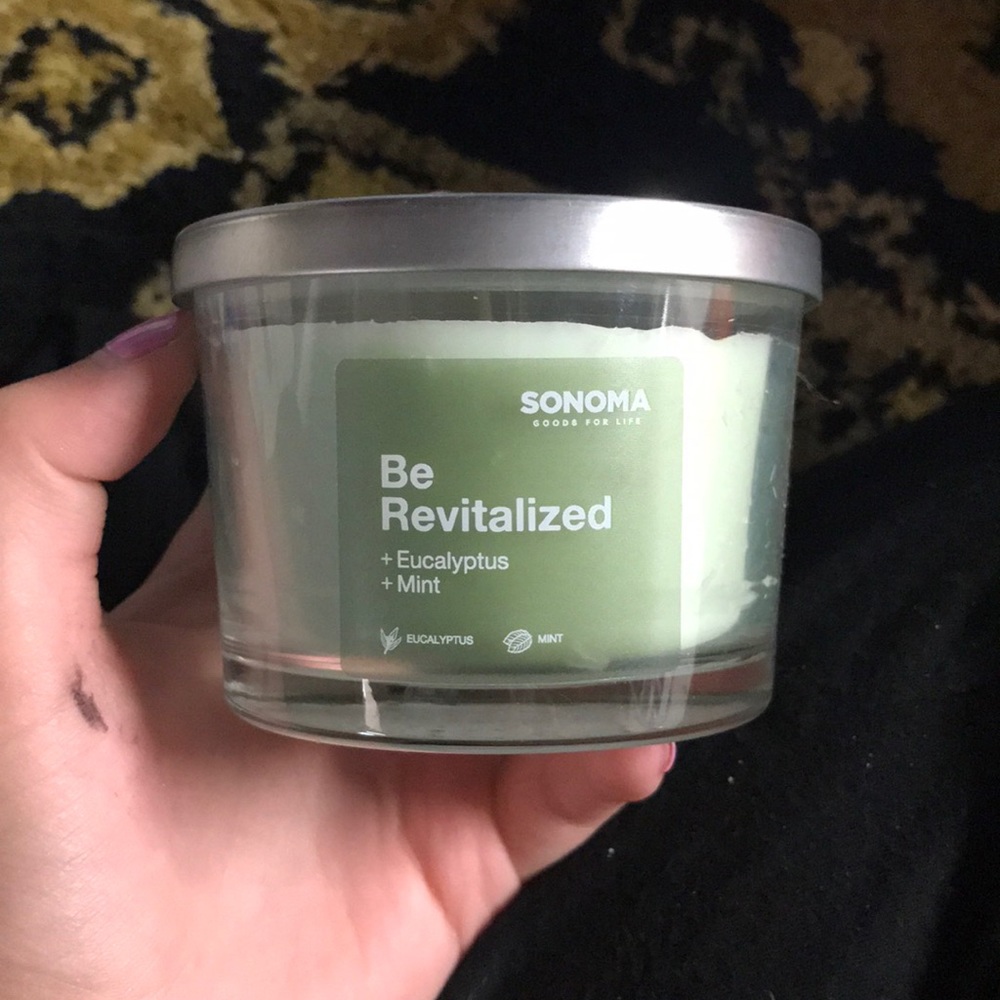 SONOMA
GOODS FOR LIFE
Be
Revitalized
+ Eucalyptus
+ Mint
EUCALYPTUS MINT